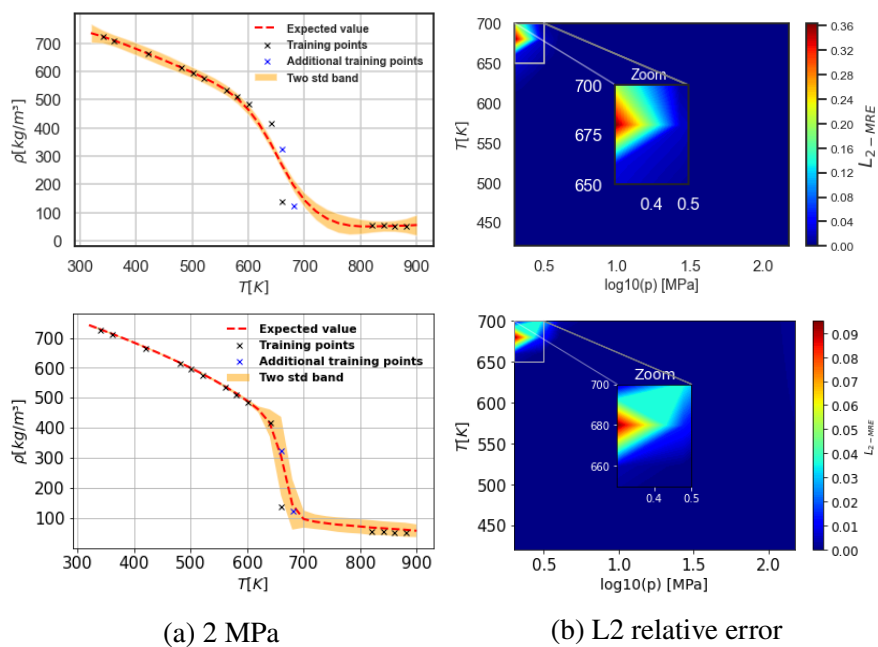 Expected value
Training points
Additional training points
Two std band
700
600
500
400
300
200
100
0
ρ[kg/m³]
300 400 500 600 700 800 900
T[K]
700
650
600
550
500
450
T[K]
Zoom
700
675
650
0.4 0.5
0.5 1.0 1.5 2.0
log10(p) [MPa]
0.36
0.32
0.28
0.24
0.20
0.16
0.12
0.08
0.04
0.00
L2−MRE
Expected value
Training points
Additional training points
Two std band
700
600
500
400
300
200
100
ρ[kg/m³]
300 400 500 600 700 800 900
T[K]
700
650
600
550
500
450
T[K]
Zoom
700
680
660
0.4 0.5
0.5 1.0 1.5 2.0
log10(p) [MPa]
0.09
0.08
0.07
0.06
0.05
0.04
0.03
0.02
0.01
0.00
L2−MRE
(a) 2 MPa
(b) L2 relative error